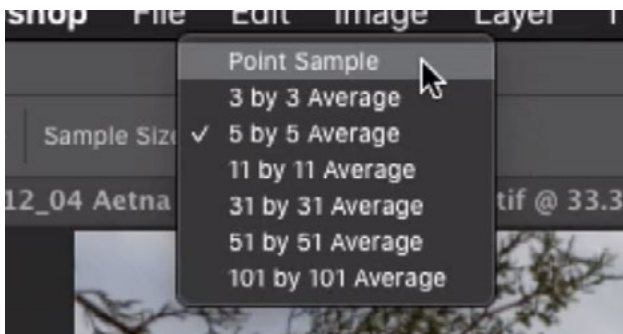 shop File Edit Image Layer T
Point Sample
3 by 3 Average
Sample Size ✓ 5 by 5 Average
11 by 11 Average
12_04 Aetna tif @ 33.3
31 by 31 Average
51 by 51 Average
101 by 101 Average